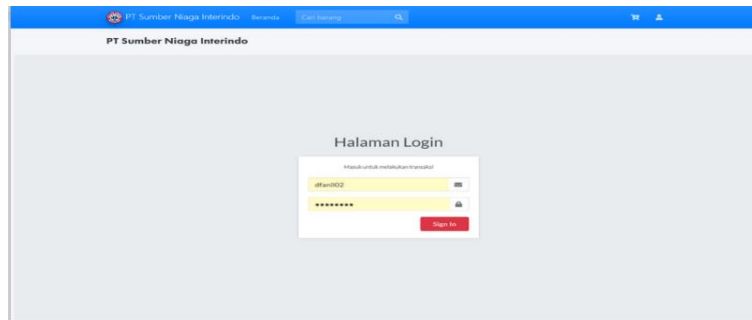 PT Sumber Niaga Interindo Beranda Cari barang
PT Sumber Niaga Interindo
Halaman Login
Masuk untuk melakukan transaksi
dfanl102
••••••••
Sign In